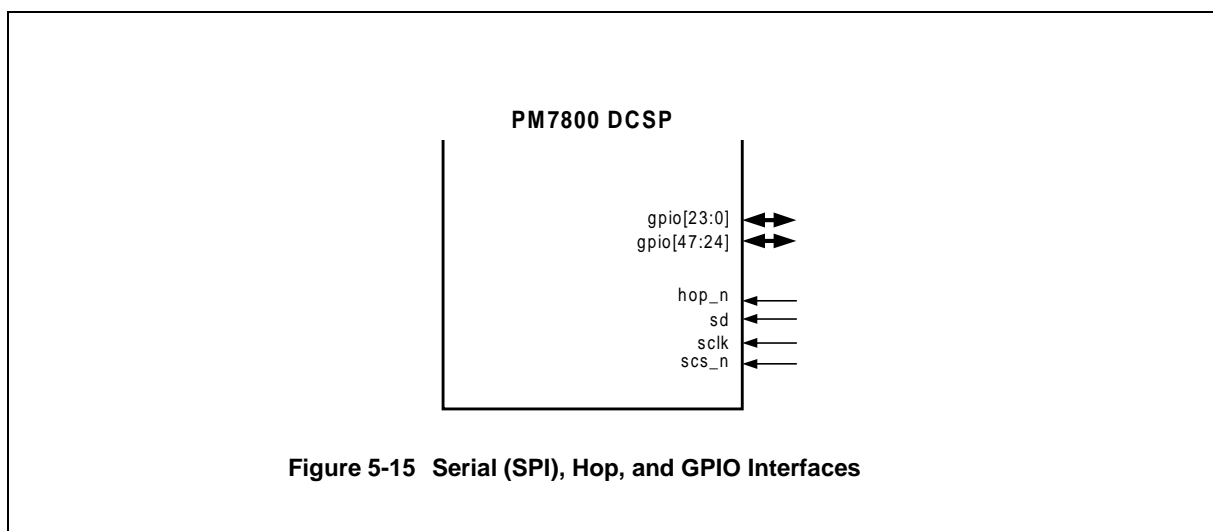 PM7800 DCSP
gpio[23:0]
gpio[47:24]
hop_n
sd
sclk
scs_n
Figure 5-15 Serial (SPI), Hop, and GPIO Interfaces